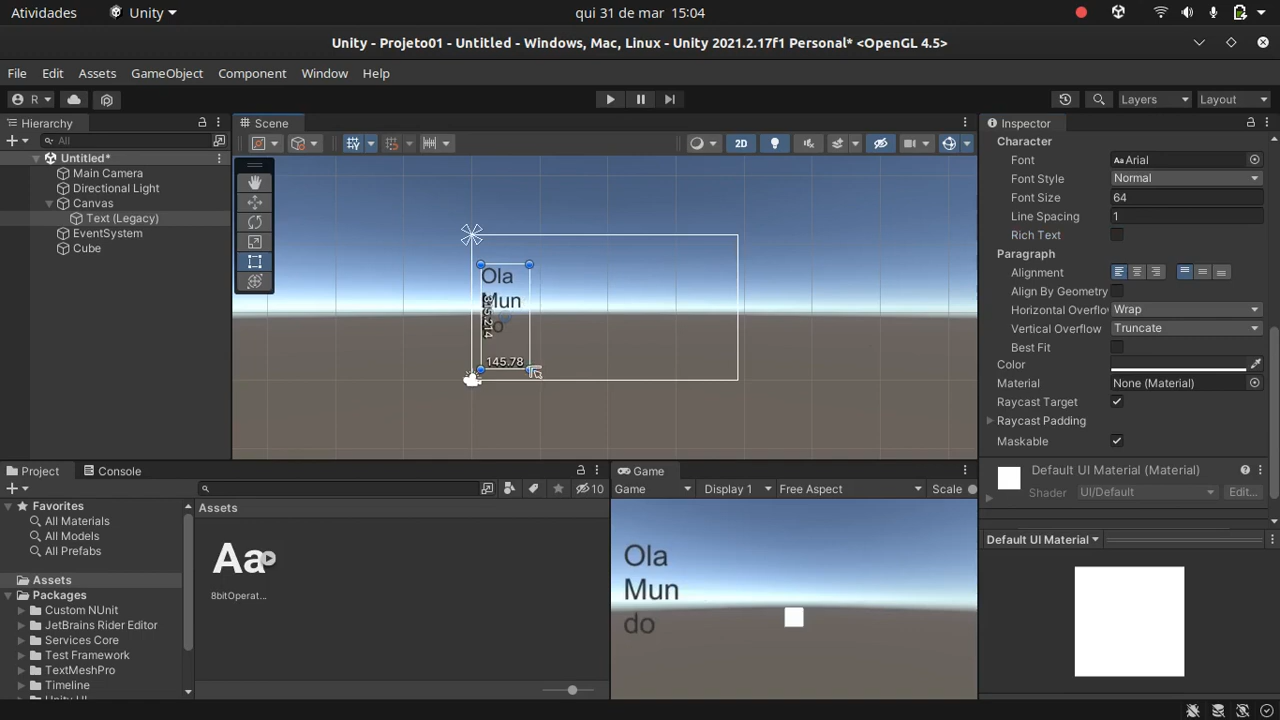 Atividades
Unity
qui 31 de mar 15:04
Unity - Projeto01 - Untitled - Windows, Mac, Linux - Unity 2021.2.17f1 Personal* <OpenGL 4.5>
File Edit Assets GameObject Component Window Help
R
Layers
Layout
Hierarchy
All
Untitled*
Main Camera
Directional Light
Canvas
Text (Legacy)
EventSystem
Cube
Scene
2D
Ola
Mun
145.78
Inspector
Character
Font
Aa Arial
Font Style
Normal
Font Size
64
Line Spacing
1
Rich Text
Paragraph
Alignment
Align By Geometry
Horizontal Overflo
Wrap
Vertical Overflow
Truncate
Best Fit
Color
Material
None (Material)
Raycast Target
Raycast Padding
Maskable
Default UI Material (Material)
Shader
UI/Default
Edit...
Default UI Material
Project
Console
10
Favorites
All Materials
All Models
All Prefabs
Assets
Packages
Custom NUnit
JetBrains Rider Editor
Services Core
Test Framework
TextMeshPro
Timeline
Unity UI
Assets
Aa
8bitOperat...
Game
Game
Display 1
Free Aspect
Scale
Ola
Mun
do